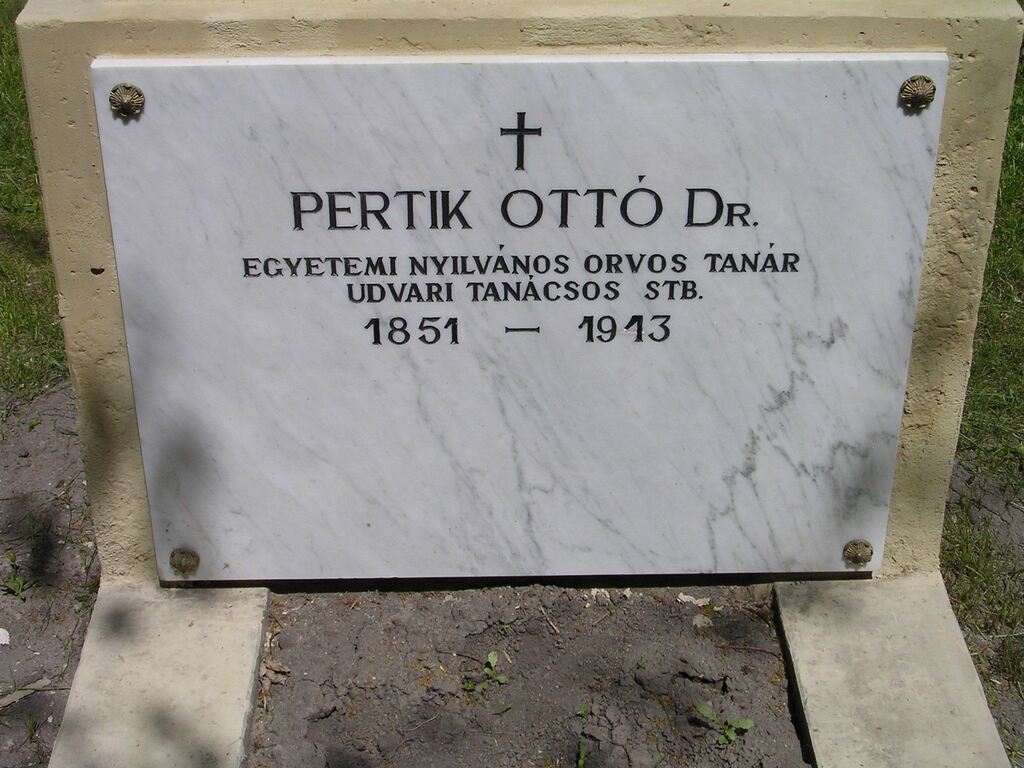 PERTIK OTTÓ DR.
EGYETEMI NYILVÁNOS ORVOS TANÁR
UDVARI TANÁCSOS STB.
1851 — 1913